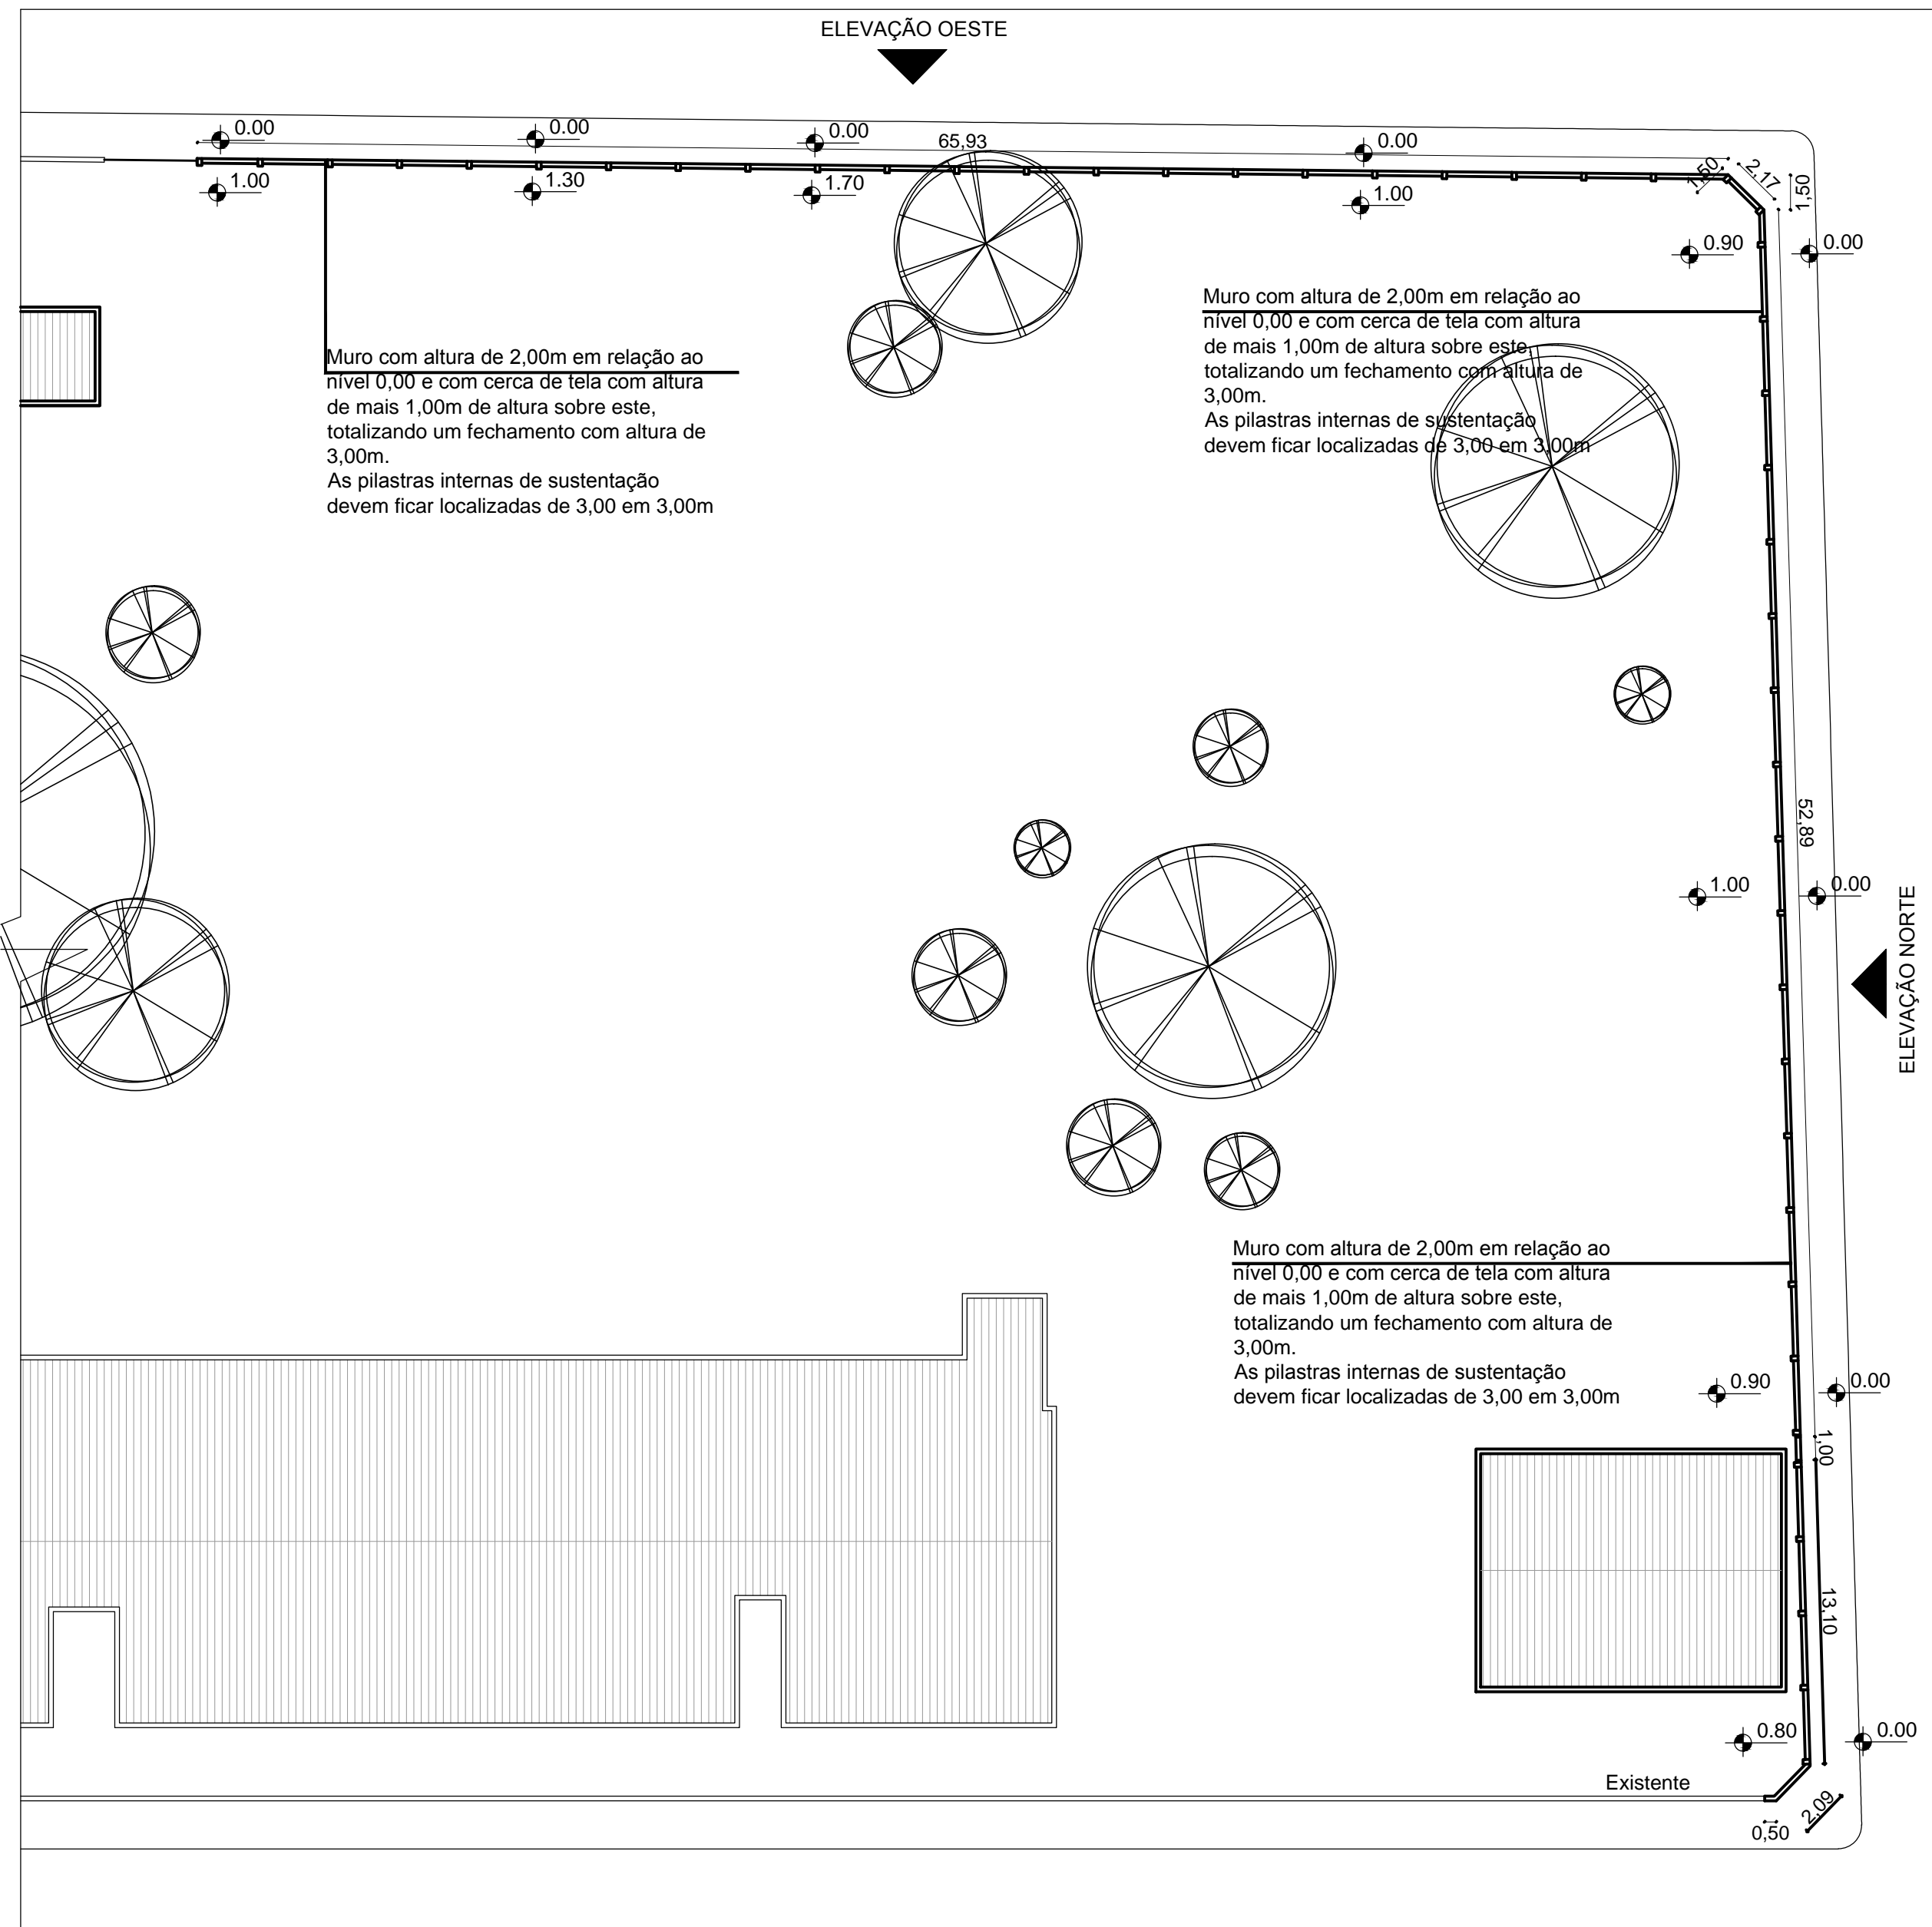 ELEVAÇÃO OESTE
0.00
0.00
0.00
65,93
0.00
1.00
1.30
1.70
1.00
1,50
2,17
1,50
0.90
0.00
Muro com altura de 2,00m em relação ao
nível 0,00 e com cerca de tela com altura
de mais 1,00m de altura sobre este,
totalizando um fechamento com altura de
3,00m.
As pilastras internas de sustentação
devem ficar localizadas de 3,00 em 3,00m
Muro com altura de 2,00m em relação ao
nível 0,00 e com cerca de tela com altura
de mais 1,00m de altura sobre este,
totalizando um fechamento com altura de
3,00m.
As pilastras internas de sustentação
devem ficar localizadas de 3,00 em 3,00m
52,89
1.00
0.00
ELEVAÇÃO NORTE
Muro com altura de 2,00m em relação ao
nível 0,00 e com cerca de tela com altura
de mais 1,00m de altura sobre este,
totalizando um fechamento com altura de
3,00m.
As pilastras internas de sustentação
devem ficar localizadas de 3,00 em 3,00m
0.90
0.00
1,00
13,10
0.80
0.00
Existente
2,09
0,50